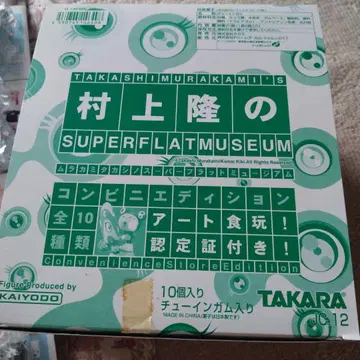 TAKASHIMURAKAMI'S
村上隆の
SUPERFLATMUSEUM
ムラカミタカシノスーパーフラットミュージアム
コンビニエディション
全10種類
アート食玩!
認定証付き!
ConvenienceStoreEdition
Figure Produced by
KAIYODO
10個入り
チューインガム入り
TAKARA